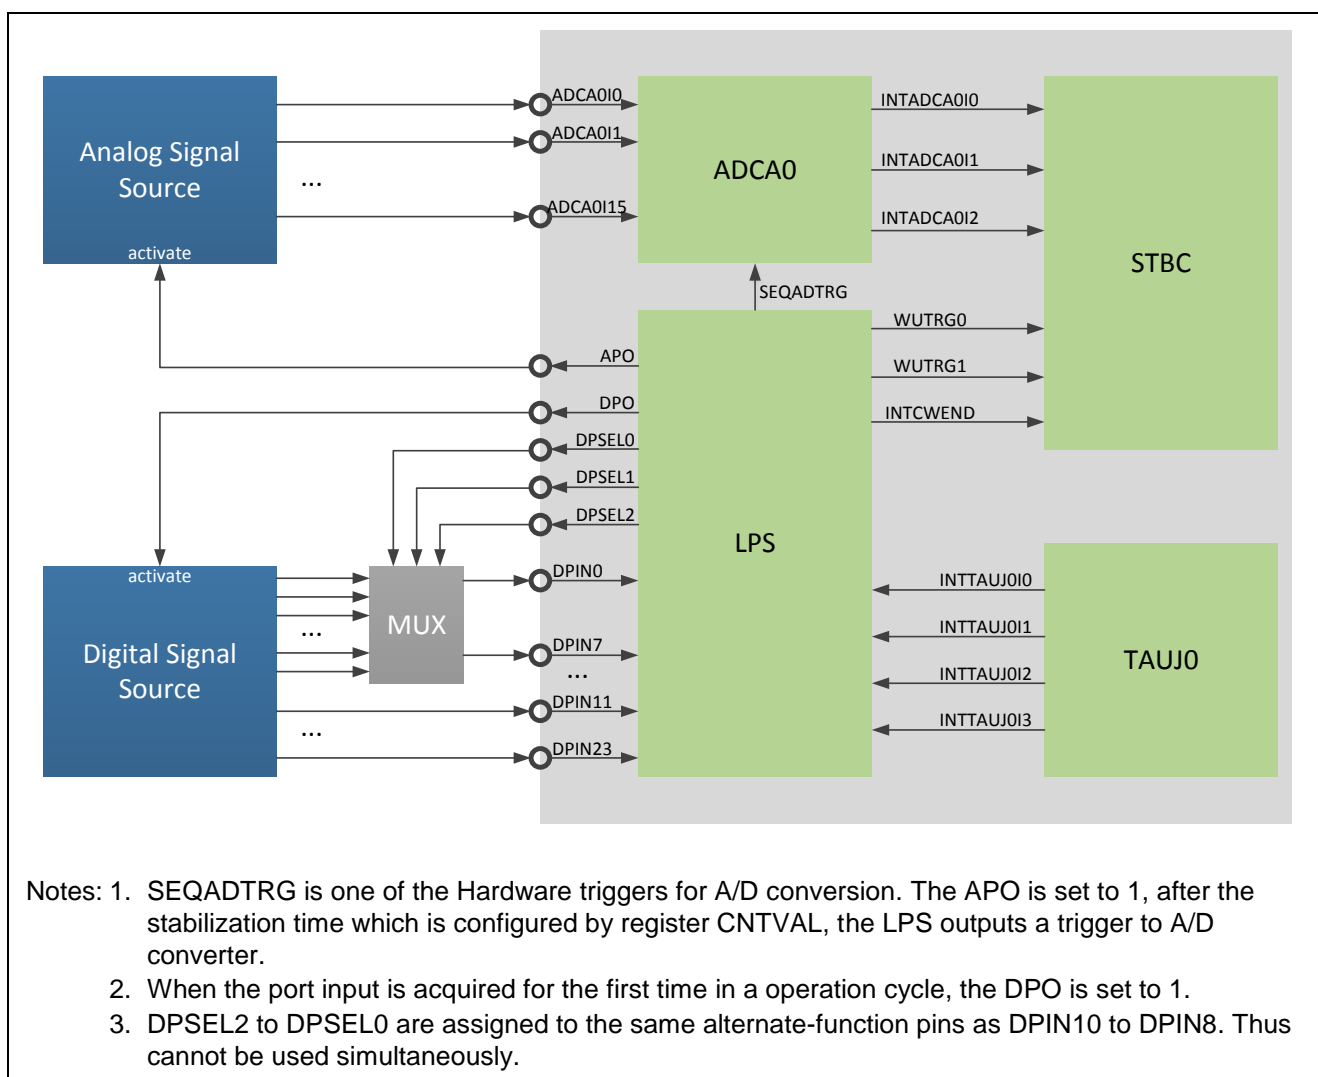 Analog Signal
Source
activate
...
ADCA0I0
ADCA0I1
ADCA0I15
ADCA0
INTADCA0I0
INTADCA0I1
INTADCA0I2
STBC
SEQADTRG
WUTRG0
WUTRG1
INTCWEND
APO
DPO
DPSEL0
DPSEL1
DPSEL2
LPS
activate
Digital Signal
Source
...
...
MUX
DPIN0
DPIN7
...
DPIN11
DPIN23
INTTAUJ0I0
INTTAUJ0I1
INTTAUJ0I2
INTTAUJ0I3
TAUJ0
Notes: 1. SEQADTRG is one of the Hardware triggers for A/D conversion. The APO is set to 1, after the
stabilization time which is configured by register CNTVAL, the LPS outputs a trigger to A/D
converter.
2. When the port input is acquired for the first time in a operation cycle, the DPO is set to 1.
3. DPSEL2 to DPSEL0 are assigned to the same alternate-function pins as DPIN10 to DPIN8. Thus
cannot be used simultaneously.